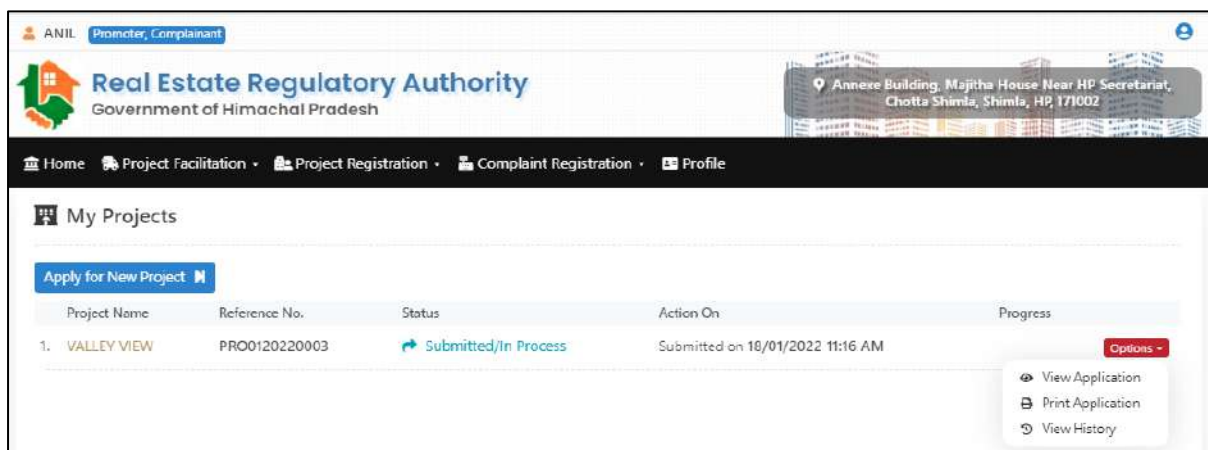 ANIL Promoter, Complainant
Real Estate Regulatory Authority
Government of Himachal Pradesh
Annexe Building, Majitha House Near HP Secretariat,
Chotta Shimla, Shimla, HP, 171002
Home Project Facilitation Project Registration Complaint Registration Profile
My Projects
Apply for New Project
Project Name Reference No. Status Action On Progress
1. VALLEY VIEW PRO0120220003 Submitted/In Process Submitted on 18/01/2022 11:16 AM Options
View Application
Print Application
View History